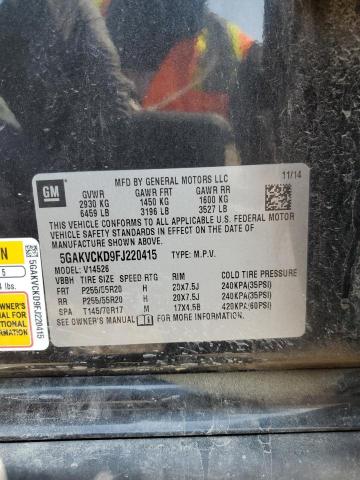 GM
MFD BY GENERAL MOTORS LLC
11/14
GVWR GAWR FRT GAWR RR
2930 KG 1450 KG 1600 KG
6459 LB 3196 LB 3527 LB
THIS VEHICLE CONFORMS TO ALL APPLICABLE U.S. FEDERAL MOTOR
VEHICLE SAFETY STANDARDS IN EFFECT ON THE DATE OF
MANUFACTURE SHOWN ABOVE.
5GAKVCKD9FJ220415 TYPE: M.P.V.
MODEL: V14526
VBBH TIRE SIZE SPEED RTG RIM COLD TIRE PRESSURE
FRT P255/55R20 H 20X7.5J 240KPA(35PSI)
RR P255/55R20 H 20X7.5J 240KPA(35PSI)
SPA T145/70R17 M 17X4.5B 420KPA(60PSI)
SEE OWNER'S MANUAL FOR MORE INFORMATION
5
lbs.
5GAKVCKD9FJ220415
OWNER'S